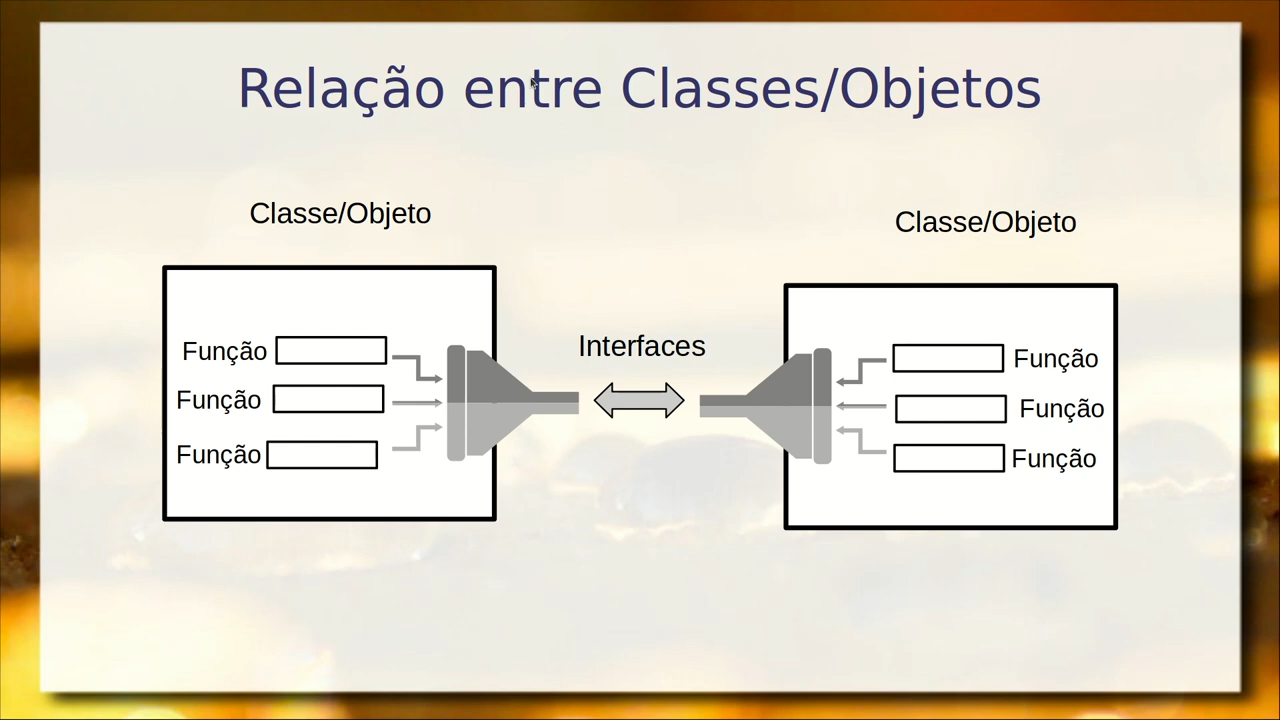 Relação entre Classes/Objetos
Classe/Objeto
Classe/Objeto
Interfaces
Função
Função
Função
Função
Função
Função